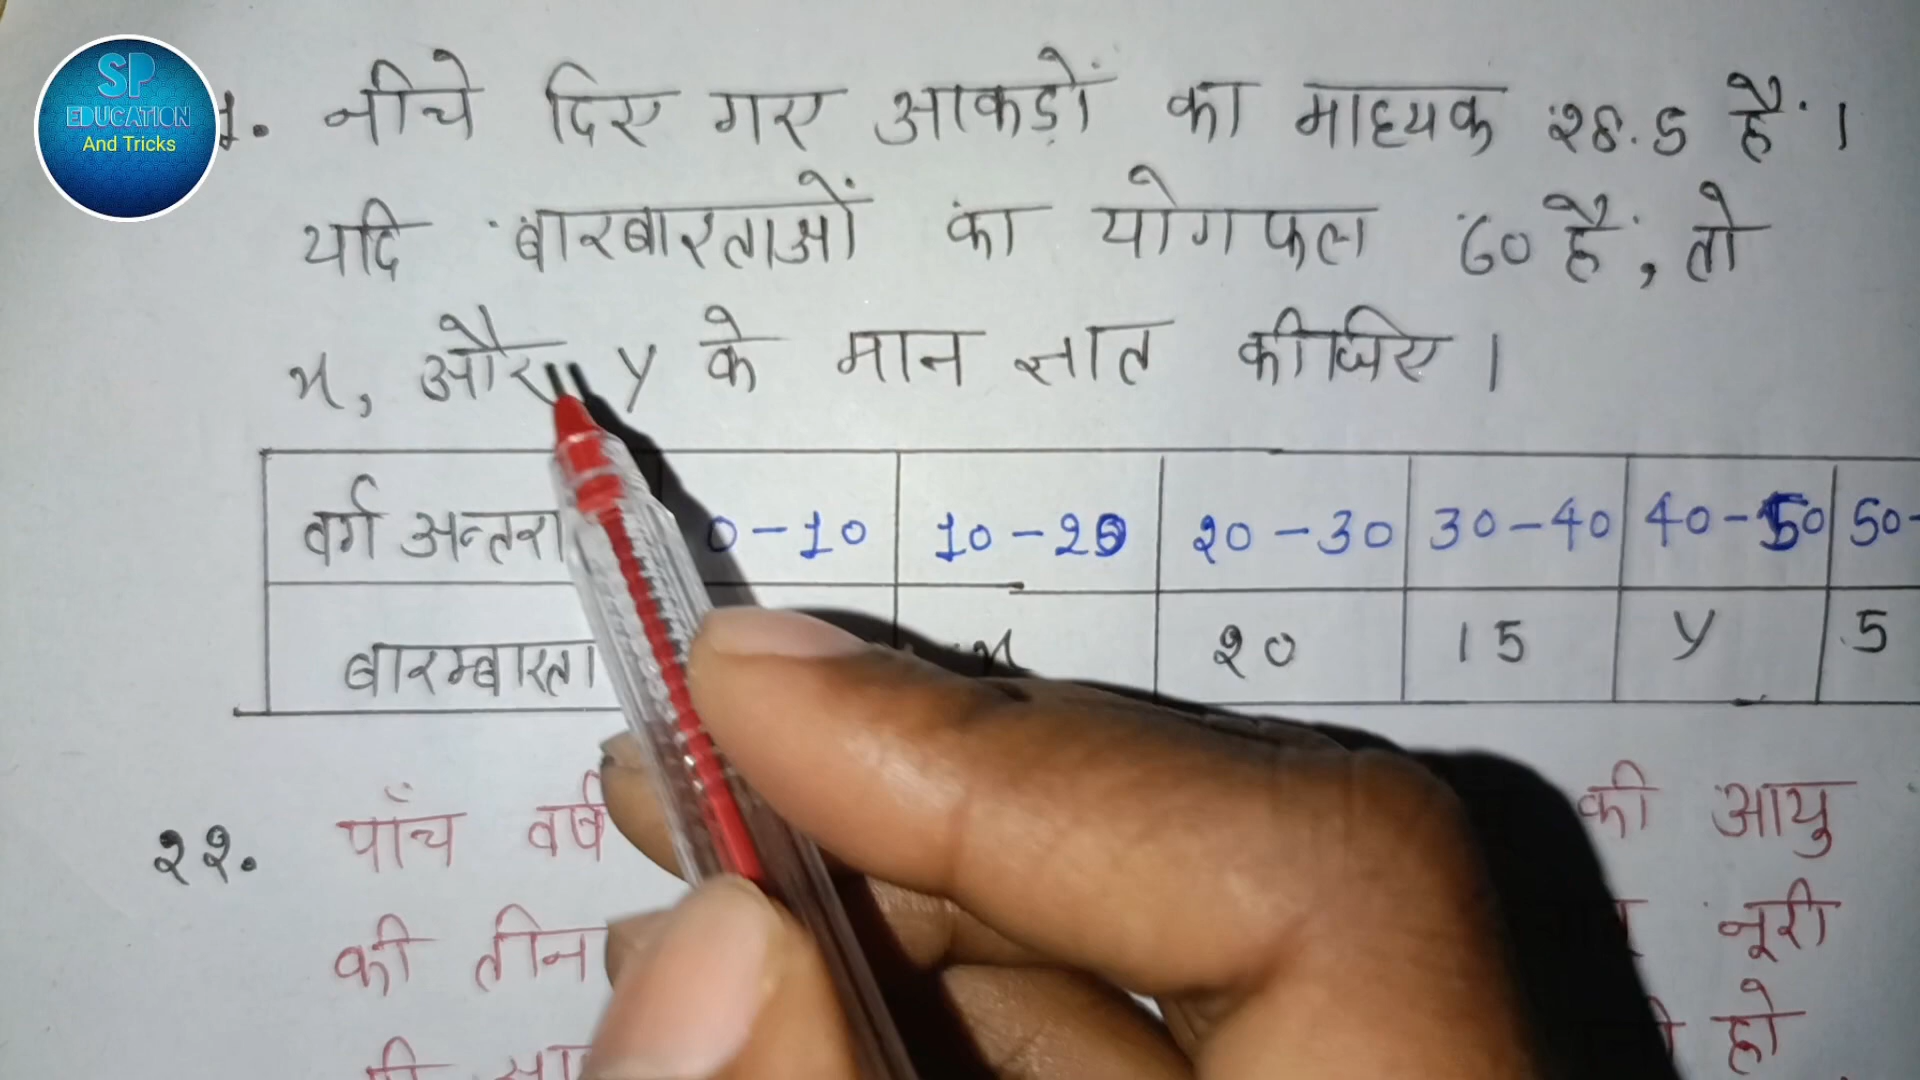 SP
EDUCATION
And Tricks
1. नीचे दिए गए आकड़ों का माध्यक 28.5 है।
यदि बारबारताओं का योगफल 60 है, तो
x, और y के मान ज्ञात कीजिए।
वर्ग अन्तरा 0-10 10-20 20-30 30-40 40-50 50-
बारम्बारता x 20 15 y 5
22. पाँच वर्ष की आयु
की तीन नूरी
हो